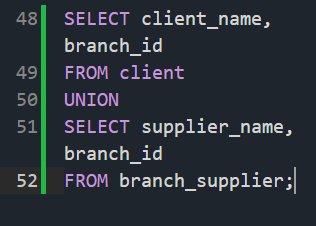 48 SELECT client_name,
branch_id
49 FROM client
50 UNION
51 SELECT supplier_name,
branch_id
52 FROM branch_supplier;